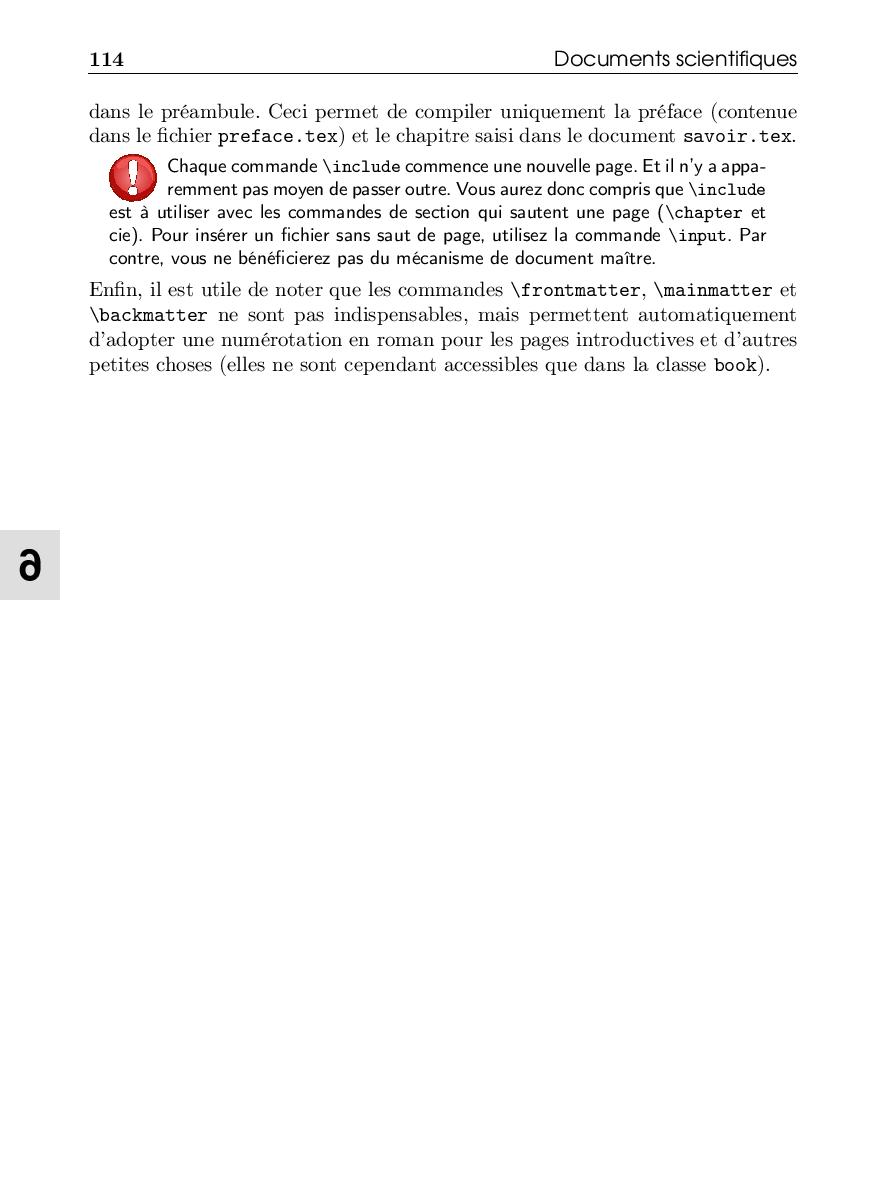 114 Documents scientifiques
dans le préambule. Ceci permet de compiler uniquement la préface (contenue
dans le fichier preface.tex) et le chapitre saisi dans le document savoir.tex.
Chaque commande \include commence une nouvelle page. Et il n'y a appa-
remment pas moyen de passer outre. Vous aurez donc compris que \include
est à utiliser avec les commandes de section qui sautent une page (\chapter et
cie). Pour insérer un fichier sans saut de page, utilisez la commande \input. Par
contre, vous ne bénéficierez pas du mécanisme de document maître.
Enfin, il est utile de noter que les commandes \frontmatter, \mainmatter et
\backmatter ne sont pas indispensables, mais permettent automatiquement
d'adopter une numérotation en roman pour les pages introductives et d'autres
petites choses (elles ne sont cependant accessibles que dans la classe book).
6